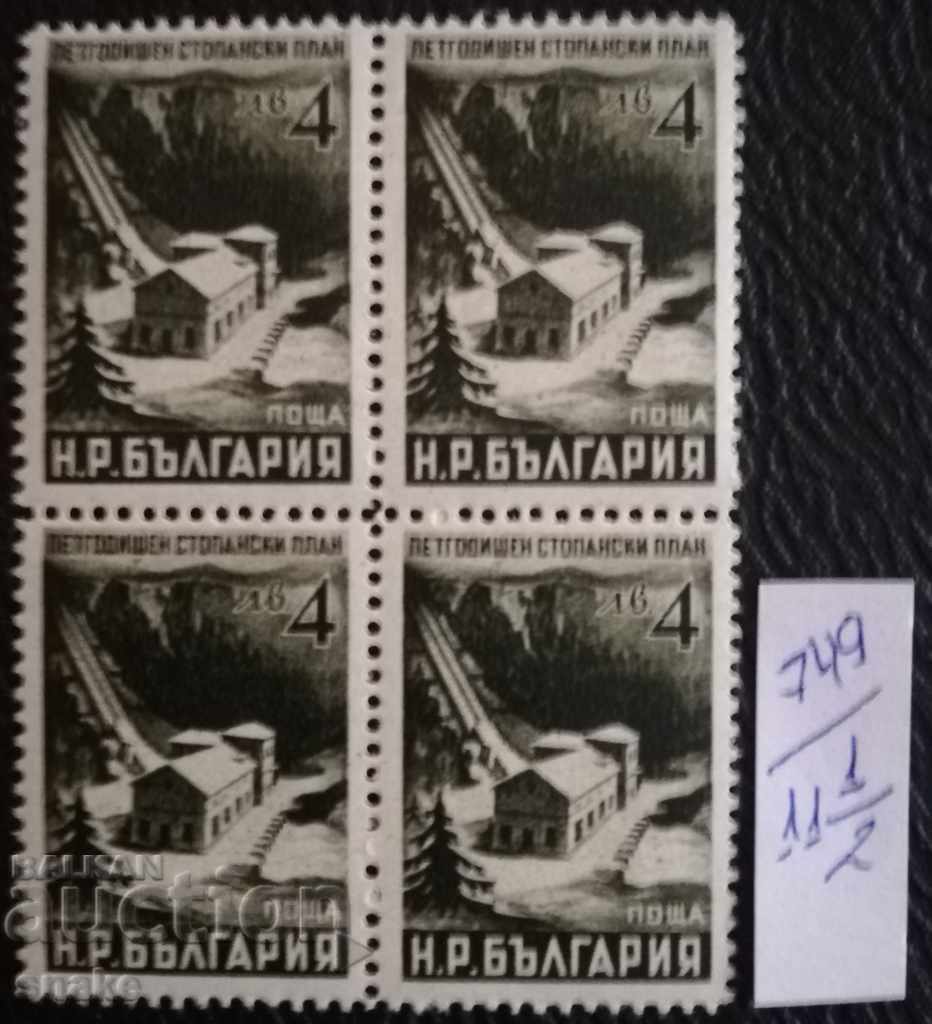 ПЕТГОДИШЕН СТОПАНСКИ ПЛАН
лв 4
ПОЩА
Н.Р.БЪЛГАРИЯ
ПЕТГОДИШЕН СТОПАНСКИ ПЛАН
лв 4
ПОЩА
Н.Р.БЪЛГАРИЯ
ПЕТГОДИШЕН СТОПАНСКИ ПЛАН
лв 4
ПОЩА
Н.Р.БЪЛГАРИЯ
ПЕТГОДИШЕН СТОПАНСКИ ПЛАН
лв 4
ПОЩА
Н.Р.БЪЛГАРИЯ
749
11 1/2
BALKAN
auction
snake